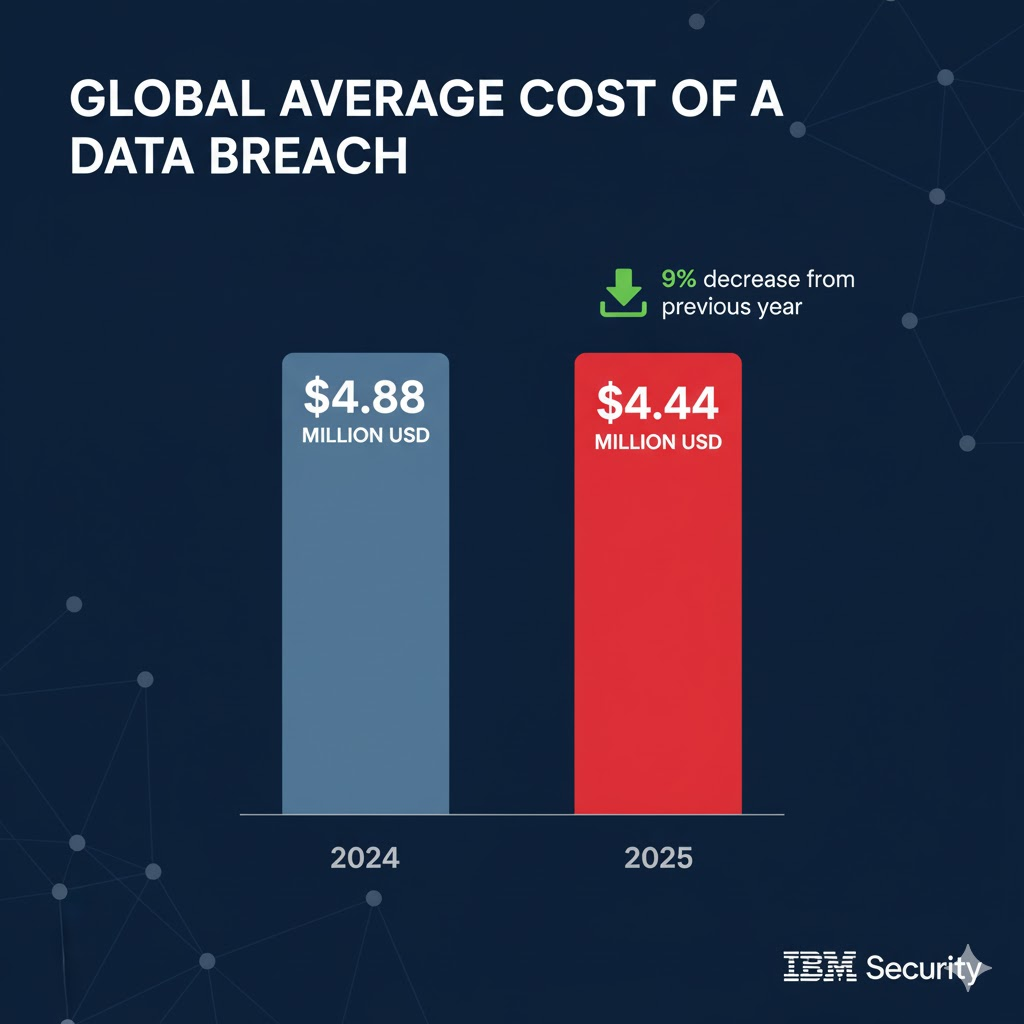 GLOBAL AVERAGE COST OF A
DATA BREACH
9% decrease from
previous year
$4.88
MILLION USD
$4.44
MILLION USD
2024
2025
IBM Security